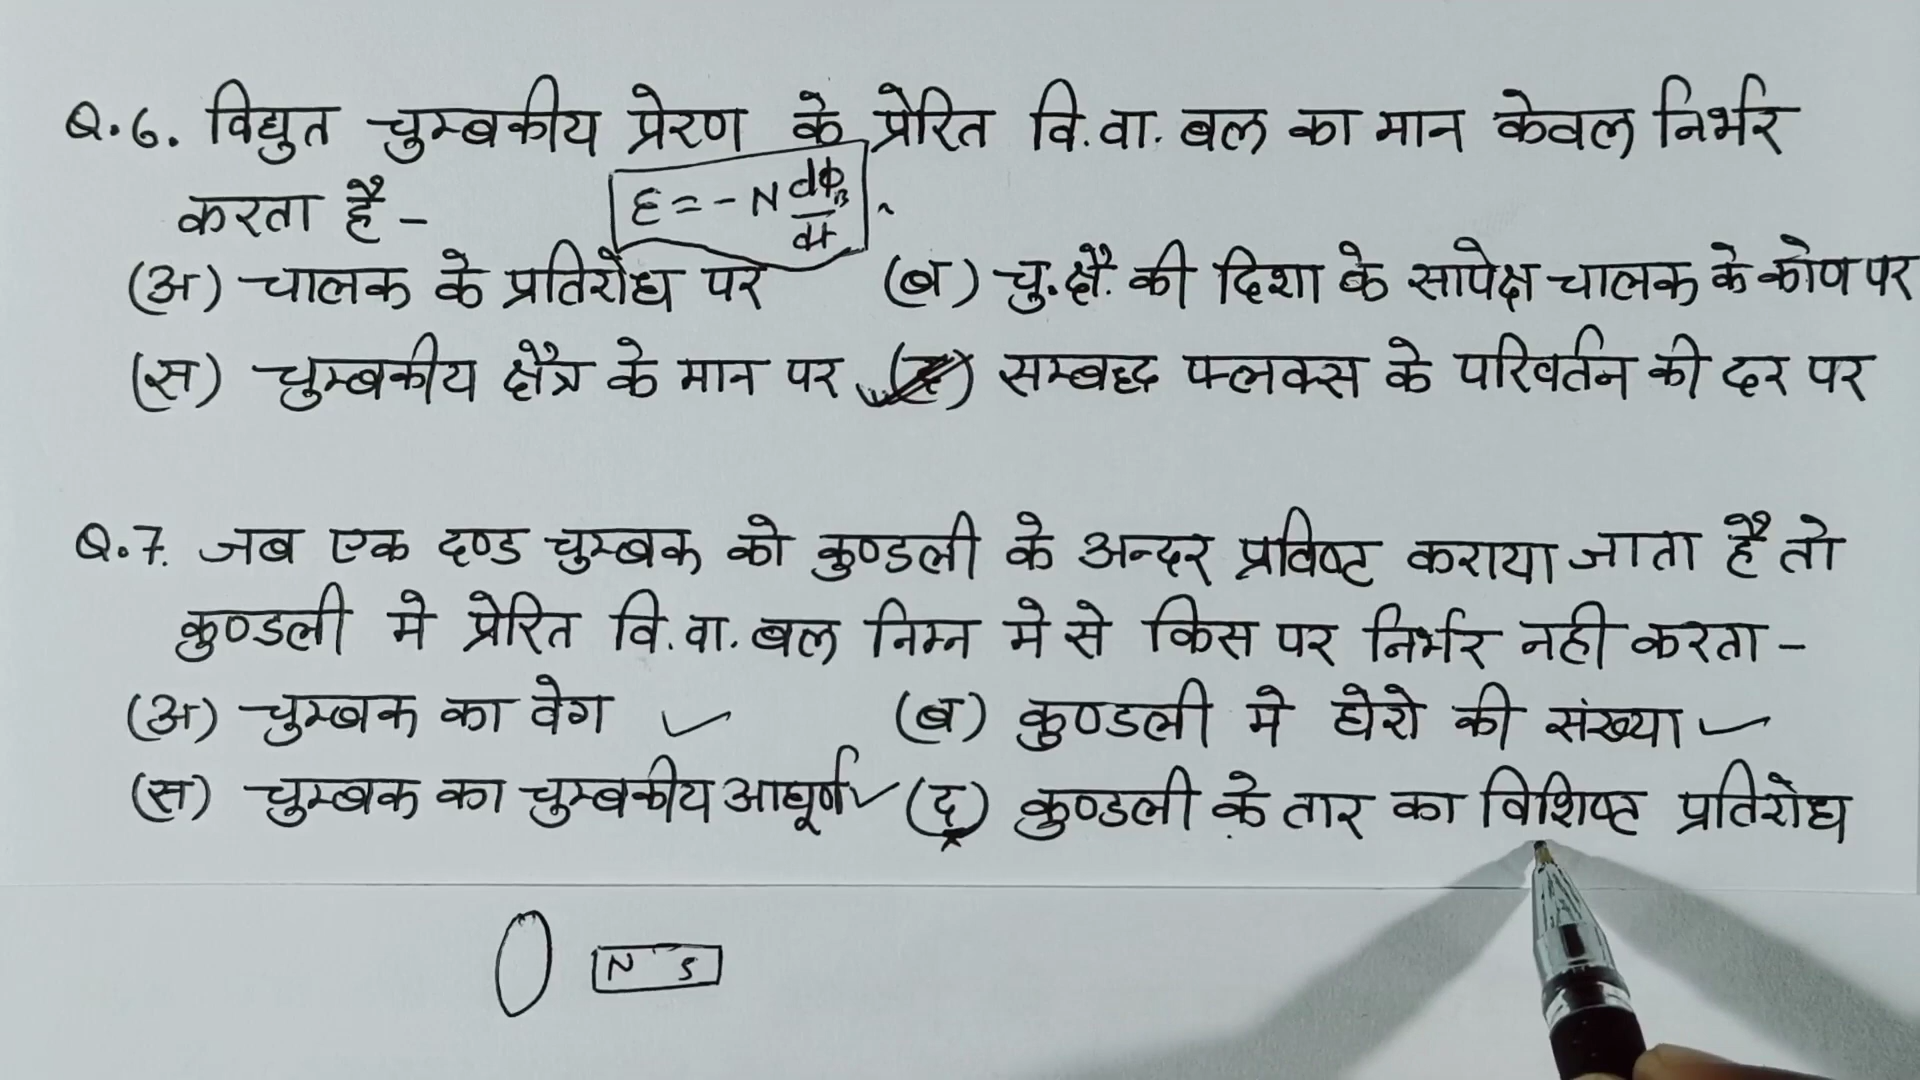 Q.6. विद्युत चुम्बकीय प्रेरण के प्रेरित वि.वा. बल का मान केवल निर्भर
करता है -
ε = - N dΦB/dt
(अ) चालक के प्रतिरोध पर (ब) चु.क्षै. की दिशा के सापेक्ष चालक के कोण पर
(स) चुम्बकीय क्षैत्र के मान पर (द) सम्बद्ध फ्लक्स के परिवर्तन की दर पर
Q.7. जब एक दण्ड चुम्बक को कुण्डली के अन्दर प्रविष्ट कराया जाता है तो
कुण्डली मे प्रेरित वि.वा. बल निम्न मे से किस पर निर्भर नही करता -
(अ) चुम्बक का वेग ✓ (ब) कुण्डली मे घेरो की संख्या ✓
(स) चुम्बक का चुम्बकीय आघूर्ण ✓ (द) कुण्डली के तार का विशिष्ट प्रतिरोध
N S